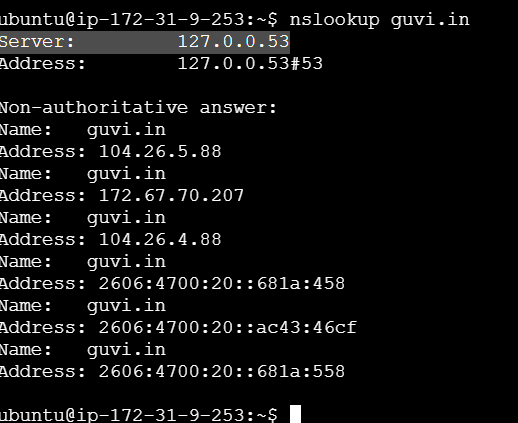 ubuntu@ip-172-31-9-253:~$ nslookup guvi.in
Server:         127.0.0.53
Address:        127.0.0.53#53

Non-authoritative answer:
Name:   guvi.in
Address: 104.26.5.88
Name:   guvi.in
Address: 172.67.70.207
Name:   guvi.in
Address: 104.26.4.88
Name:   guvi.in
Address: 2606:4700:20::681a:458
Name:   guvi.in
Address: 2606:4700:20::ac43:46cf
Name:   guvi.in
Address: 2606:4700:20::681a:558

ubuntu@ip-172-31-9-253:~$